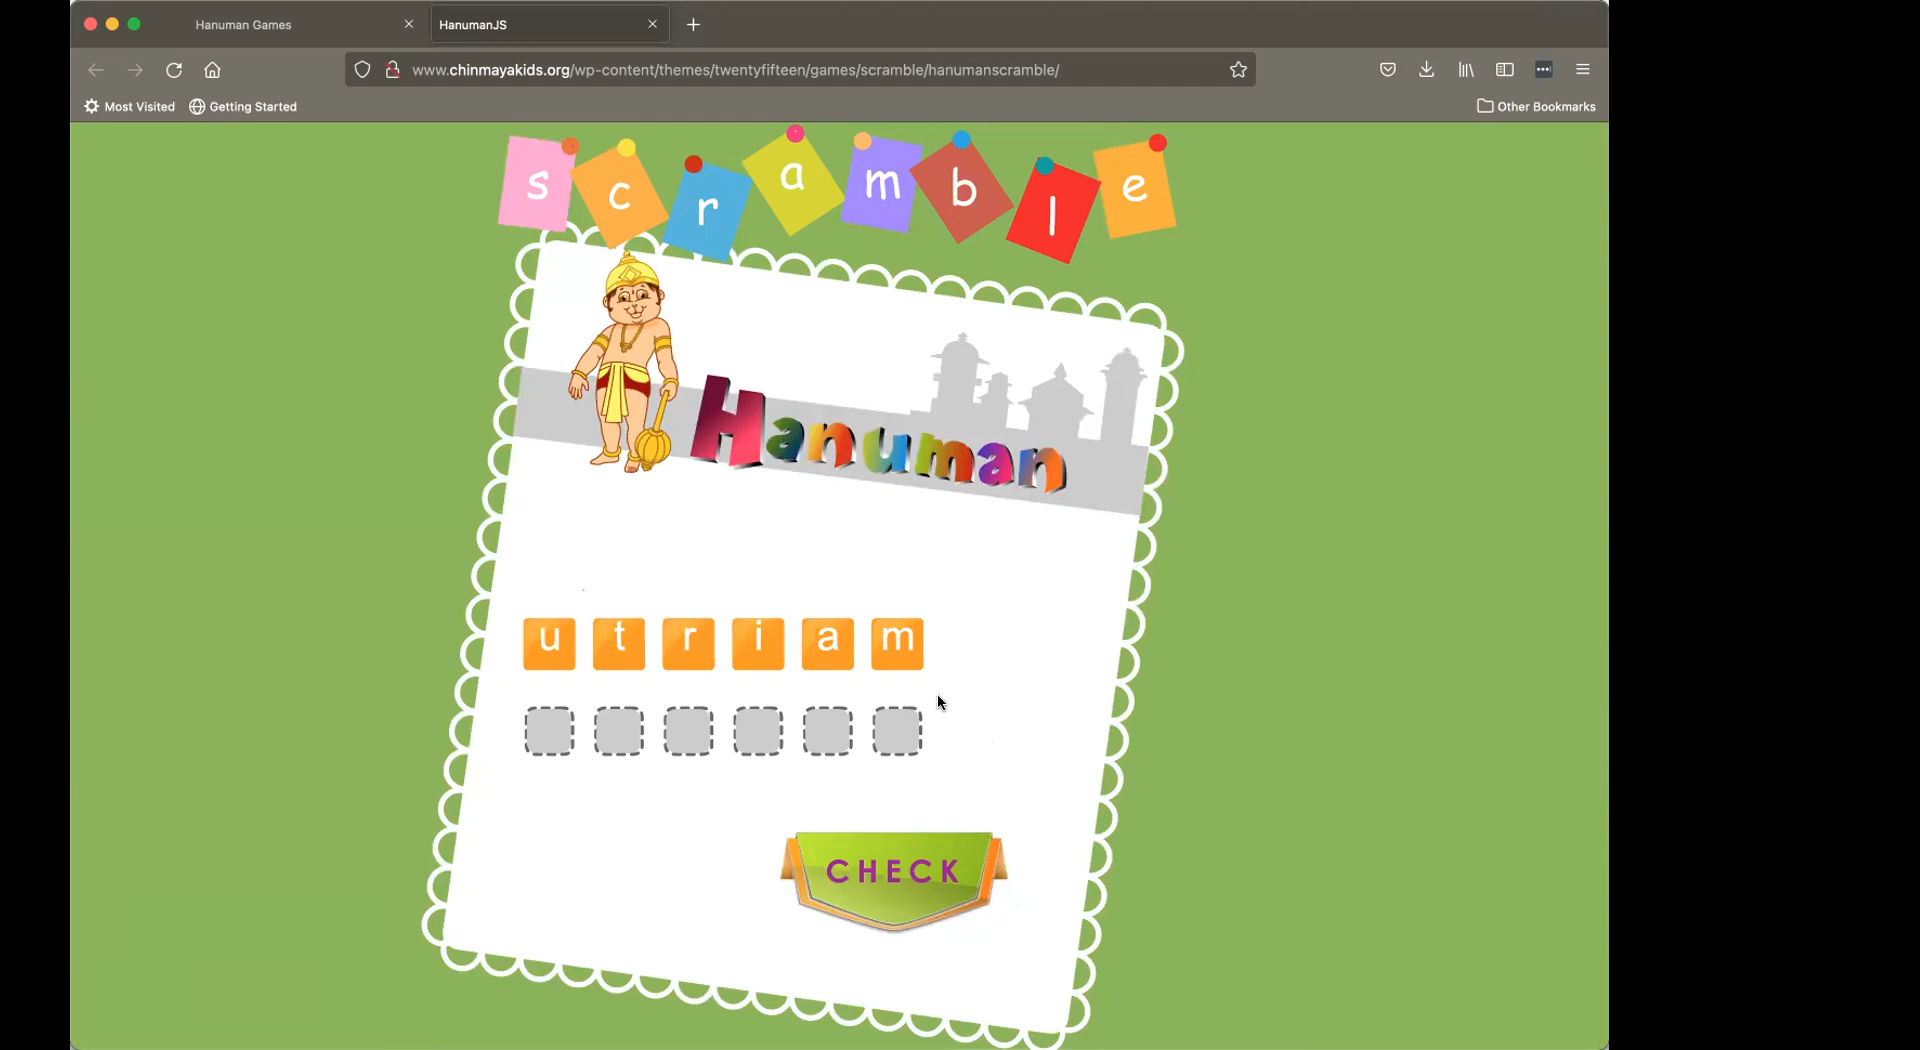 Hanuman Games
HanumanJS
www.chinmayakids.org/wp-content/themes/twentyfifteen/games/scramble/hanumanscramble/
Most Visited Getting Started Other Bookmarks
scramble
Hanuman
u t r i a m
CHECK